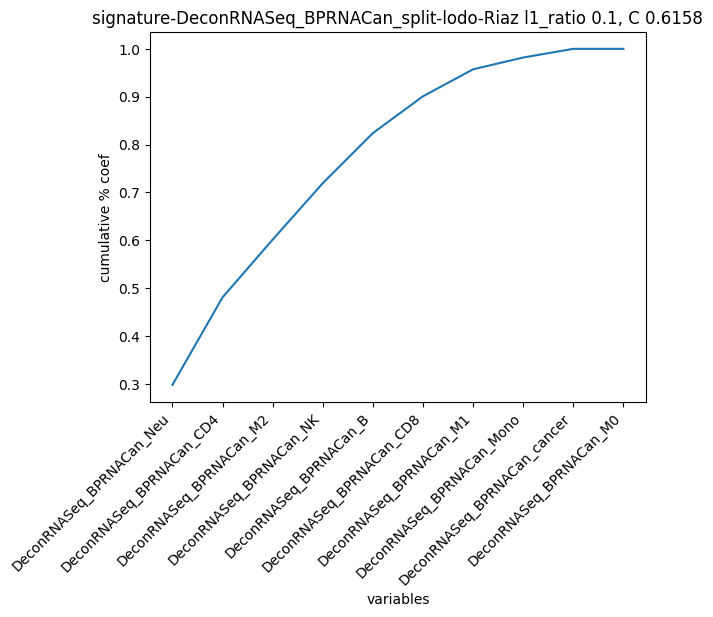 signature-DeconRNASeq_BPRNACan_split-lodo-Riaz l1_ratio 0.1, C 0.6158
1.0
0.9
0.8
0.7
0.6
0.5
0.4
0.3
cumulative % coef
DeconRNASeq_BPRNACan_Neu
DeconRNASeq_BPRNACan_CD4
DeconRNASeq_BPRNACan_M2
DeconRNASeq_BPRNACan_NK
DeconRNASeq_BPRNACan_B
DeconRNASeq_BPRNACan_CD8
DeconRNASeq_BPRNACan_M1
DeconRNASeq_BPRNACan_Mono
DeconRNASeq_BPRNACan_cancer
DeconRNASeq_BPRNACan_M0
variables